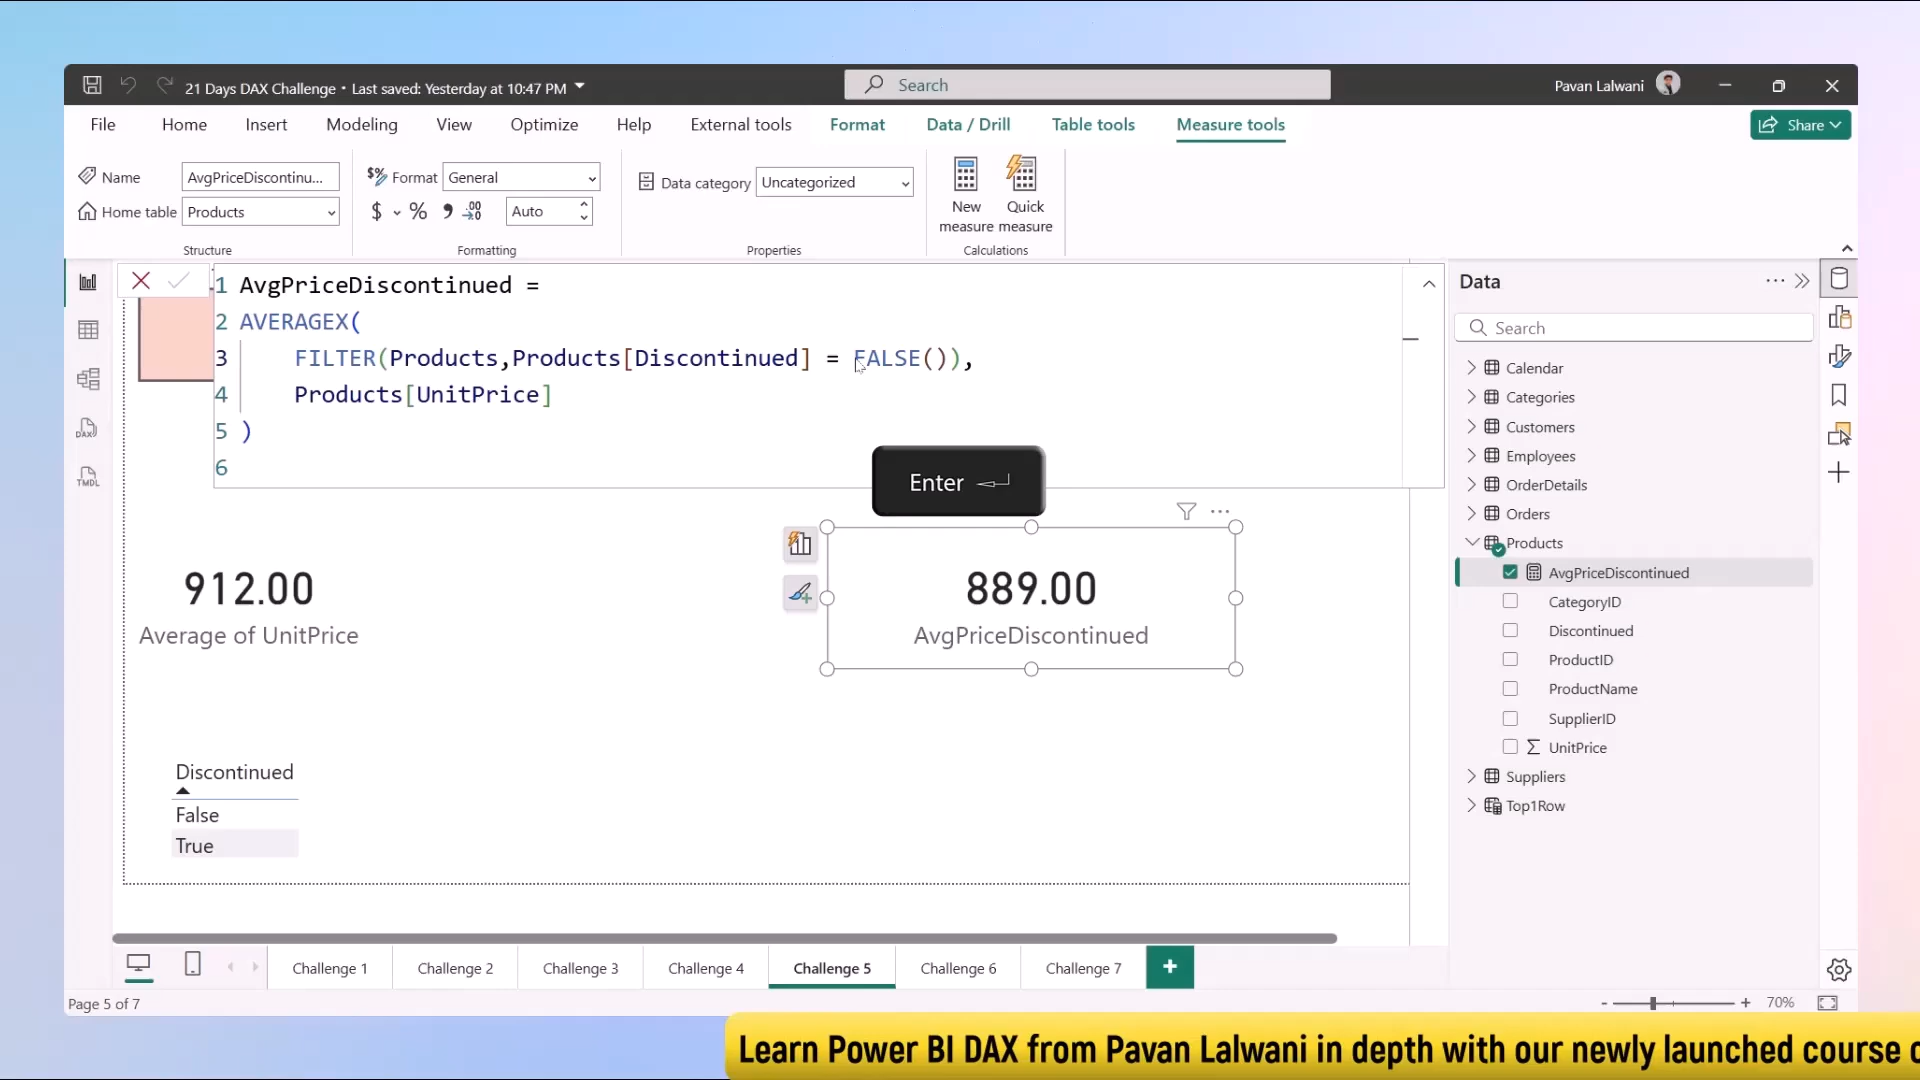 21 Days DAX Challenge • Last saved: Yesterday at 10:47 PM
Search
Pavan Lalwani
File
Home
Insert
Modeling
View
Optimize
Help
External tools
Format
Data / Drill
Table tools
Measure tools
Share
Name
AvgPriceDiscontinu...
Home table
Products
Structure
$% Format
General
$ % , .00
Auto
Formatting
Data category
Uncategorized
Properties
New measure
Quick measure
Calculations
1 AvgPriceDiscontinued =
2 AVERAGEX(
3 FILTER(Products,Products[Discontinued] = FALSE()),
4 Products[UnitPrice]
5 )
6
DAX
TMDL
Enter
912.00
Average of UnitPrice
889.00
AvgPriceDiscontinued
Discontinued
False
True
Data
Search
Calendar
Categories
Customers
Employees
OrderDetails
Orders
Products
AvgPriceDiscontinued
CategoryID
Discontinued
ProductID
ProductName
SupplierID
UnitPrice
Suppliers
Top1Row
Challenge 1
Challenge 2
Challenge 3
Challenge 4
Challenge 5
Challenge 6
Challenge 7
+
Page 5 of 7
- + 70%
Learn Power BI DAX from Pavan Lalwani in depth with our newly launched course